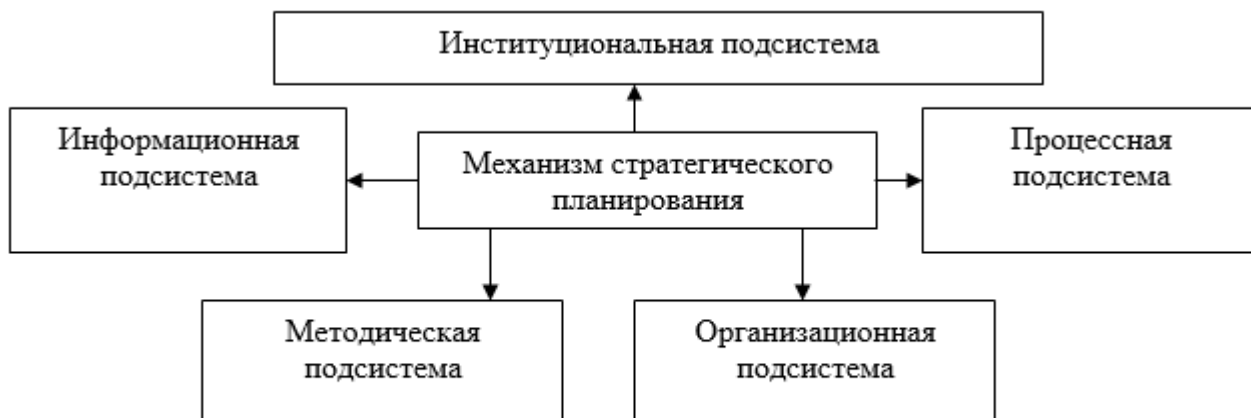 Институциональная подсистема
Информационная
подсистема
Механизм стратегического
планирования
Процессная
подсистема
Методическая
подсистема
Организационная
подсистема